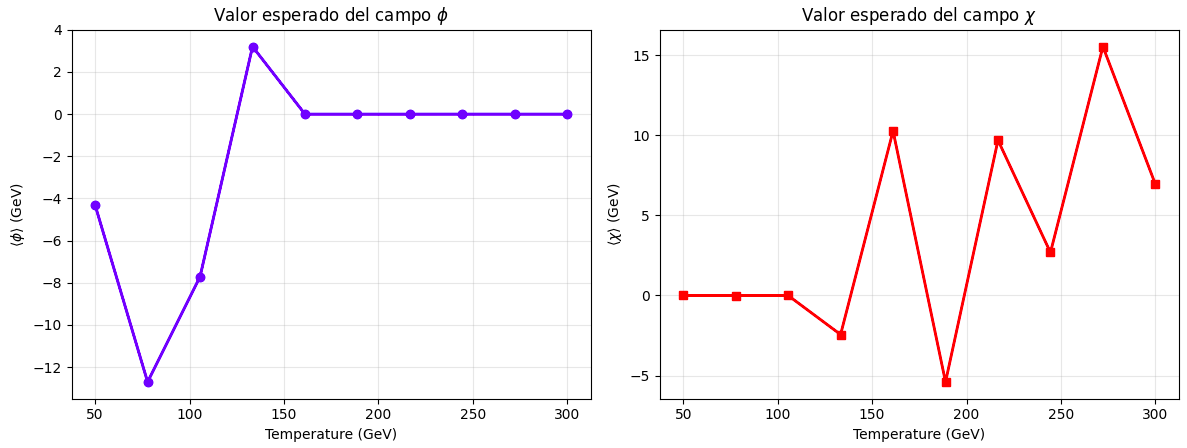 Valor esperado del campo ϕ
4
2
0
−2
−4
−6
−8
−10
−12
⟨ϕ⟩ (GeV)
50 100 150 200 250 300
Temperature (GeV)
Valor esperado del campo χ
15
10
5
0
−5
⟨χ⟩ (GeV)
50 100 150 200 250 300
Temperature (GeV)